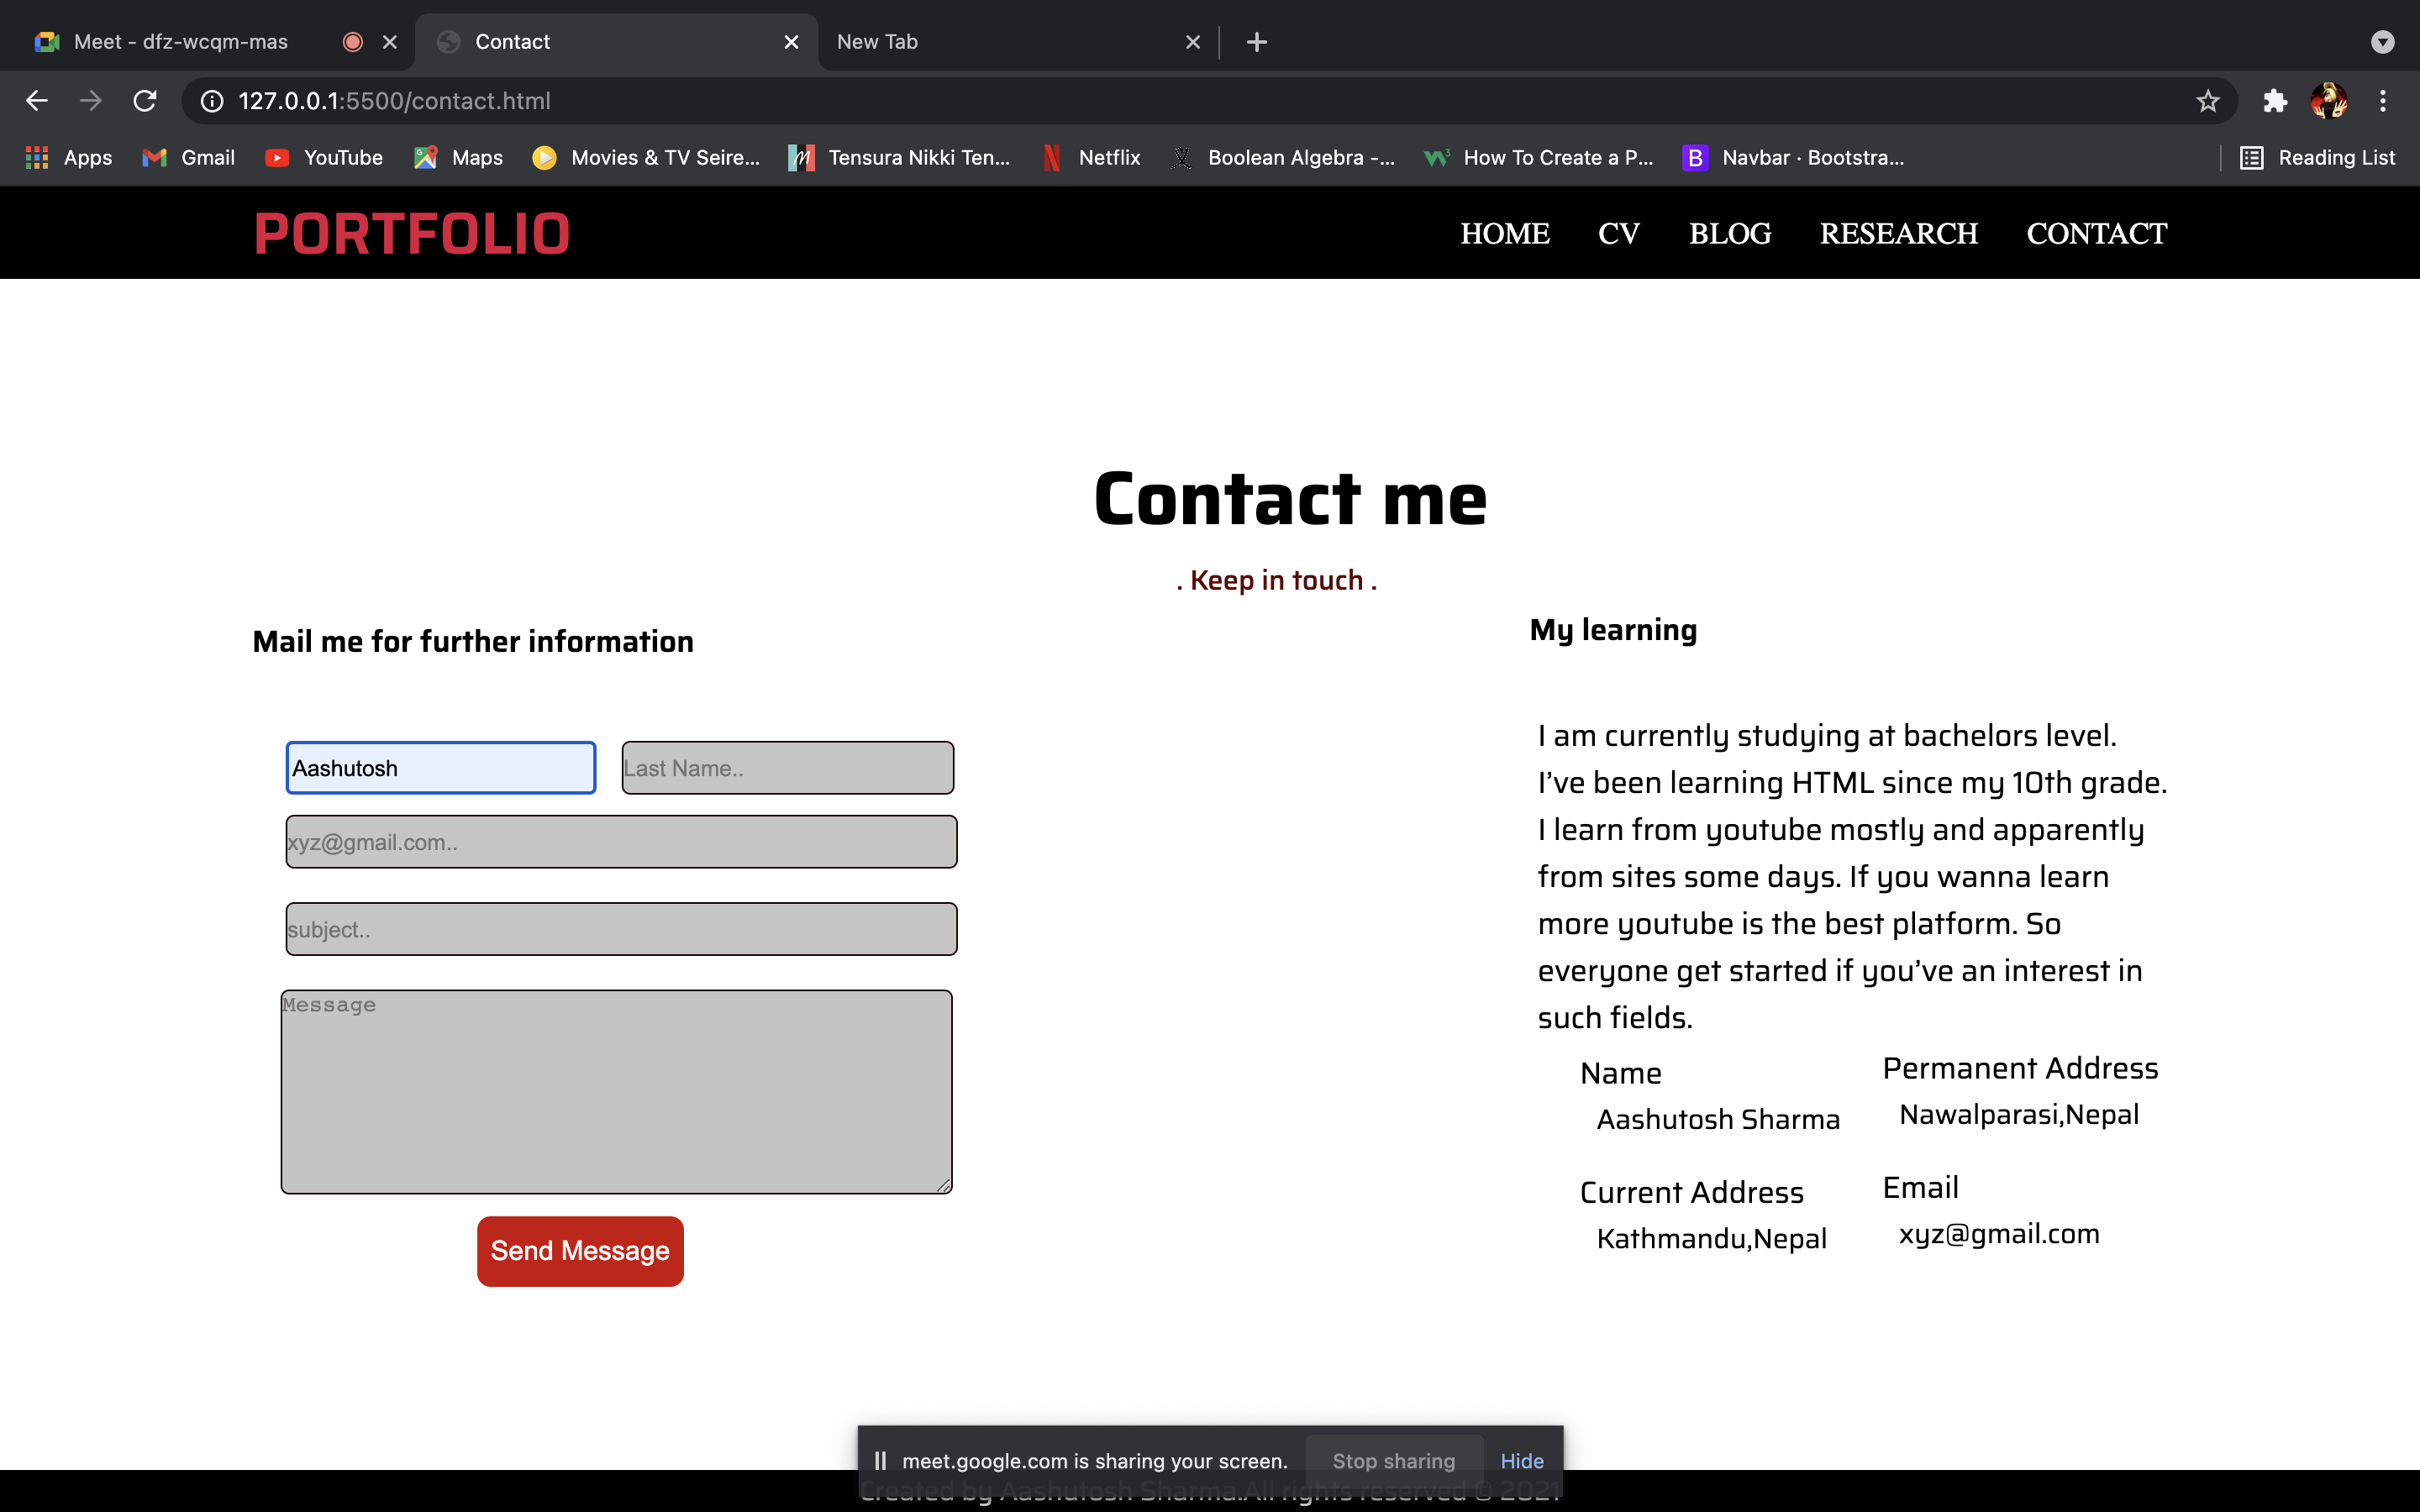 Meet - dfz-wcqm-mas
Contact
New Tab
127.0.0.1:5500/contact.html
Apps
Gmail
YouTube
Maps
Movies & TV Seire...
Tensura Nikki Ten...
Netflix
Boolean Algebra -...
How To Create a P...
Navbar · Bootstra...
Reading List
PORTFOLIO
HOME
CV
BLOG
RESEARCH
CONTACT
Contact me
. Keep in touch .
Mail me for further information
Aashutosh
Last Name..
xyz@gmail.com..
subject..
Message
Send Message
My learning
I am currently studying at bachelors level.
I’ve been learning HTML since my 10th grade.
I learn from youtube mostly and apparently
from sites some days. If you wanna learn
more youtube is the best platform. So
everyone get started if you’ve an interest in
such fields.
Name
Aashutosh Sharma
Permanent Address
Nawalparasi,Nepal
Current Address
Kathmandu,Nepal
Email
xyz@gmail.com
meet.google.com is sharing your screen.
Stop sharing
Hide
Created by Aashutosh Sharma.All rights reserved © 2021